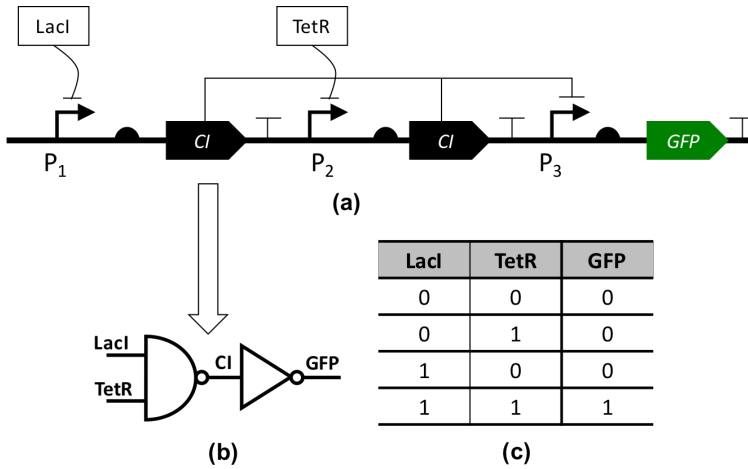 LacI TetR
CI CI GFP
P1 P2 P3
(a)
LacI TetR GFP
0 0 0
0 1 0
1 0 0
1 1 1
LacI CI GFP
TetR
(b) (c)